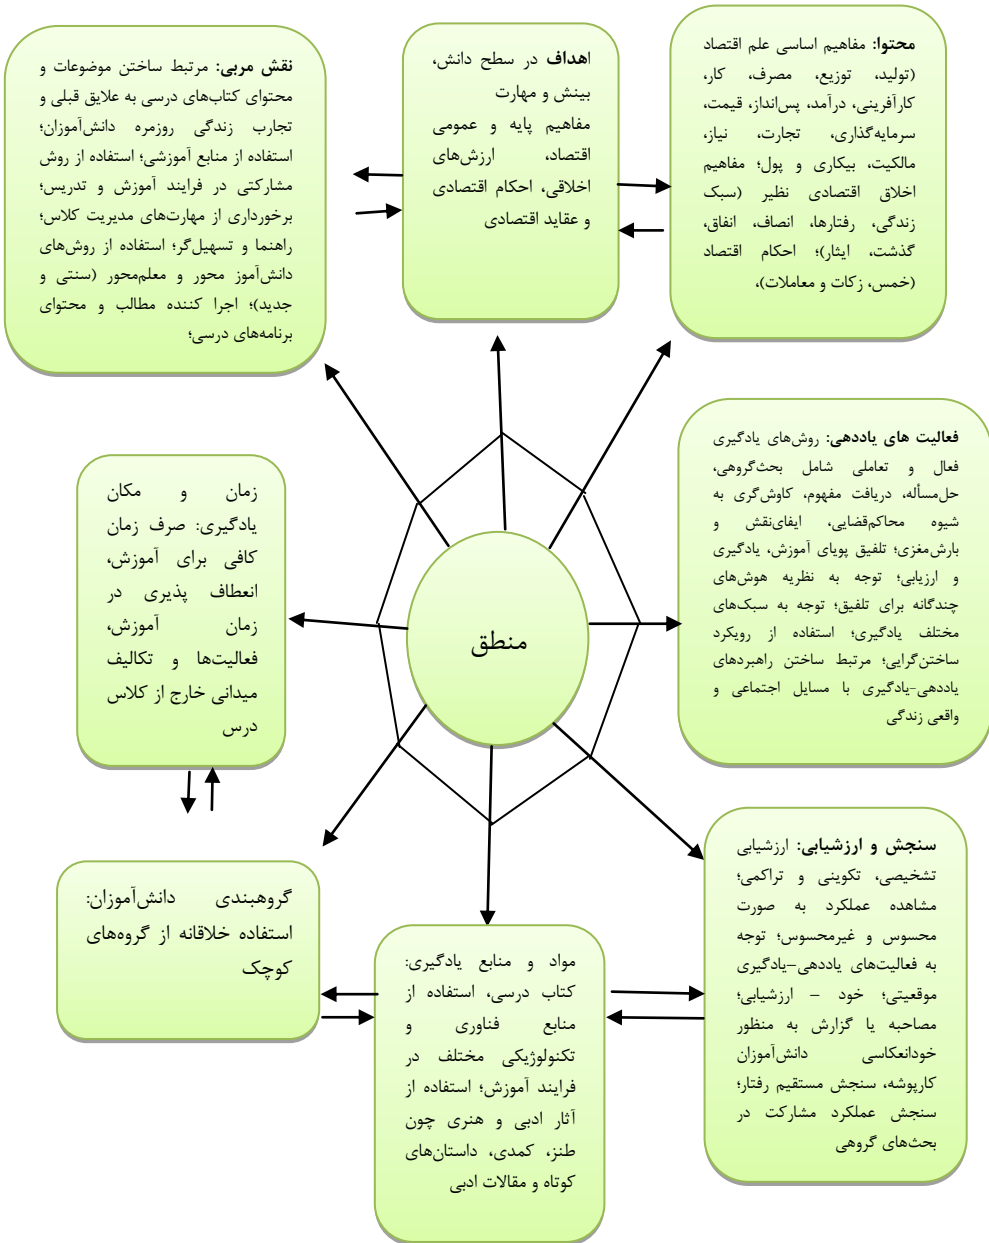 محتوا: مفاهیم اساسی علم اقتصاد
(تولید، توزیع، مصرف، کار،
کارآفرینی، درآمد، پس‌انداز، قیمت،
سرمایه‌گذاری، تجارت، نیاز،
مالکیت، بیکاری و پول؛ مفاهیم
اخلاق اقتصادی نظیر (سبک
زندگی، رفتارها، انصاف، انفاق،
گذشت، ایثار)؛ احکام اقتصاد
(خمس، زکات و معاملات)،
اهداف در سطح دانش،
بینش و مهارت
مفاهیم پایه و عمومی
اقتصاد، ارزش‌های
اخلاقی، احکام اقتصادی
و عقاید اقتصادی
نقش مربی: مرتبط ساختن موضوعات و
محتوای کتاب‌های درسی به علایق قبلی و
تجارب زندگی روزمره دانش‌آموزان؛
استفاده از منابع آموزشی؛ استفاده از روش
مشارکتی در فرایند آموزش و تدریس؛
برخورداری از مهارت‌های مدیریت کلاس؛
راهنما و تسهیل‌گر؛ استفاده از روش‌های
دانش‌آموز محور و معلم‌محور (سنتی و
جدید)؛ اجرا کننده مطالب و محتوای
برنامه‌های درسی؛
فعالیت های یاددهی: روش‌های یادگیری
فعال و تعاملی شامل بحث‌گروهی،
حل‌مسأله، دریافت مفهوم، کاوش‌گری به
شیوه محاکم‌قضایی، ایفای‌نقش و
بارش‌مغزی؛ تلفیق پویای آموزش، یادگیری
و ارزیابی؛ توجه به نظریه هوش‌های
چندگانه برای تلفیق؛ توجه به سبک‌های
مختلف یادگیری؛ استفاده از رویکرد
ساختن‌گرایی؛ مرتبط ساختن راهبردهای
یاددهی-یادگیری با مسایل اجتماعی و
واقعی زندگی
منطق
زمان و مکان
یادگیری: صرف زمان
کافی برای آموزش،
انعطاف پذیری در
زمان آموزش،
فعالیت‌ها و تکالیف
میدانی خارج از کلاس
درس
سنجش و ارزشیابی: ارزشیابی
تشخیصی، تکوینی و تراکمی؛
مشاهده عملکرد به صورت
محسوس و غیرمحسوس؛ توجه
به فعالیت‌های یاددهی–یادگیری
موقعیتی؛ خود – ارزشیابی؛
مصاحبه یا گزارش به منظور
خودانعکاسی دانش‌آموزان
کارپوشه، سنجش مستقیم رفتار؛
سنجش عملکرد مشارکت در
بحث‌های گروهی
مواد و منابع یادگیری:
کتاب درسی، استفاده از
منابع فناوری و
تکنولوژیکی مختلف در
فرایند آموزش؛ استفاده از
آثار ادبی و هنری چون
طنز، کمدی، داستان‌های
کوتاه و مقالات ادبی
گروهبندی دانش‌آموزان:
استفاده خلاقانه از گروه‌های
کوچک